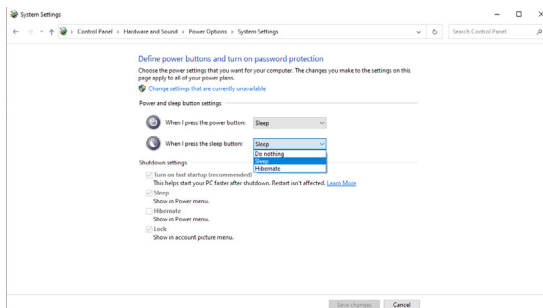 System Settings
Control Panel > Hardware and Sound > Power Options > System Settings
Search Control Panel
Define power buttons and turn on password protection
Choose the power settings that you want for your computer. The changes you make to the settings on this
page apply to all of your power plans.
Change settings that are currently unavailable
Power and sleep button settings
When I press the power button: Sleep
When I press the sleep button: Sleep
Do nothing
Sleep
Hibernate
Shutdown settings
Turn on fast startup (recommended)
This helps start your PC faster after shutdown. Restart isn't affected. Learn More
Sleep
Show in Power menu.
Hibernate
Show in Power menu.
Lock
Show in account picture menu.
Save changes Cancel